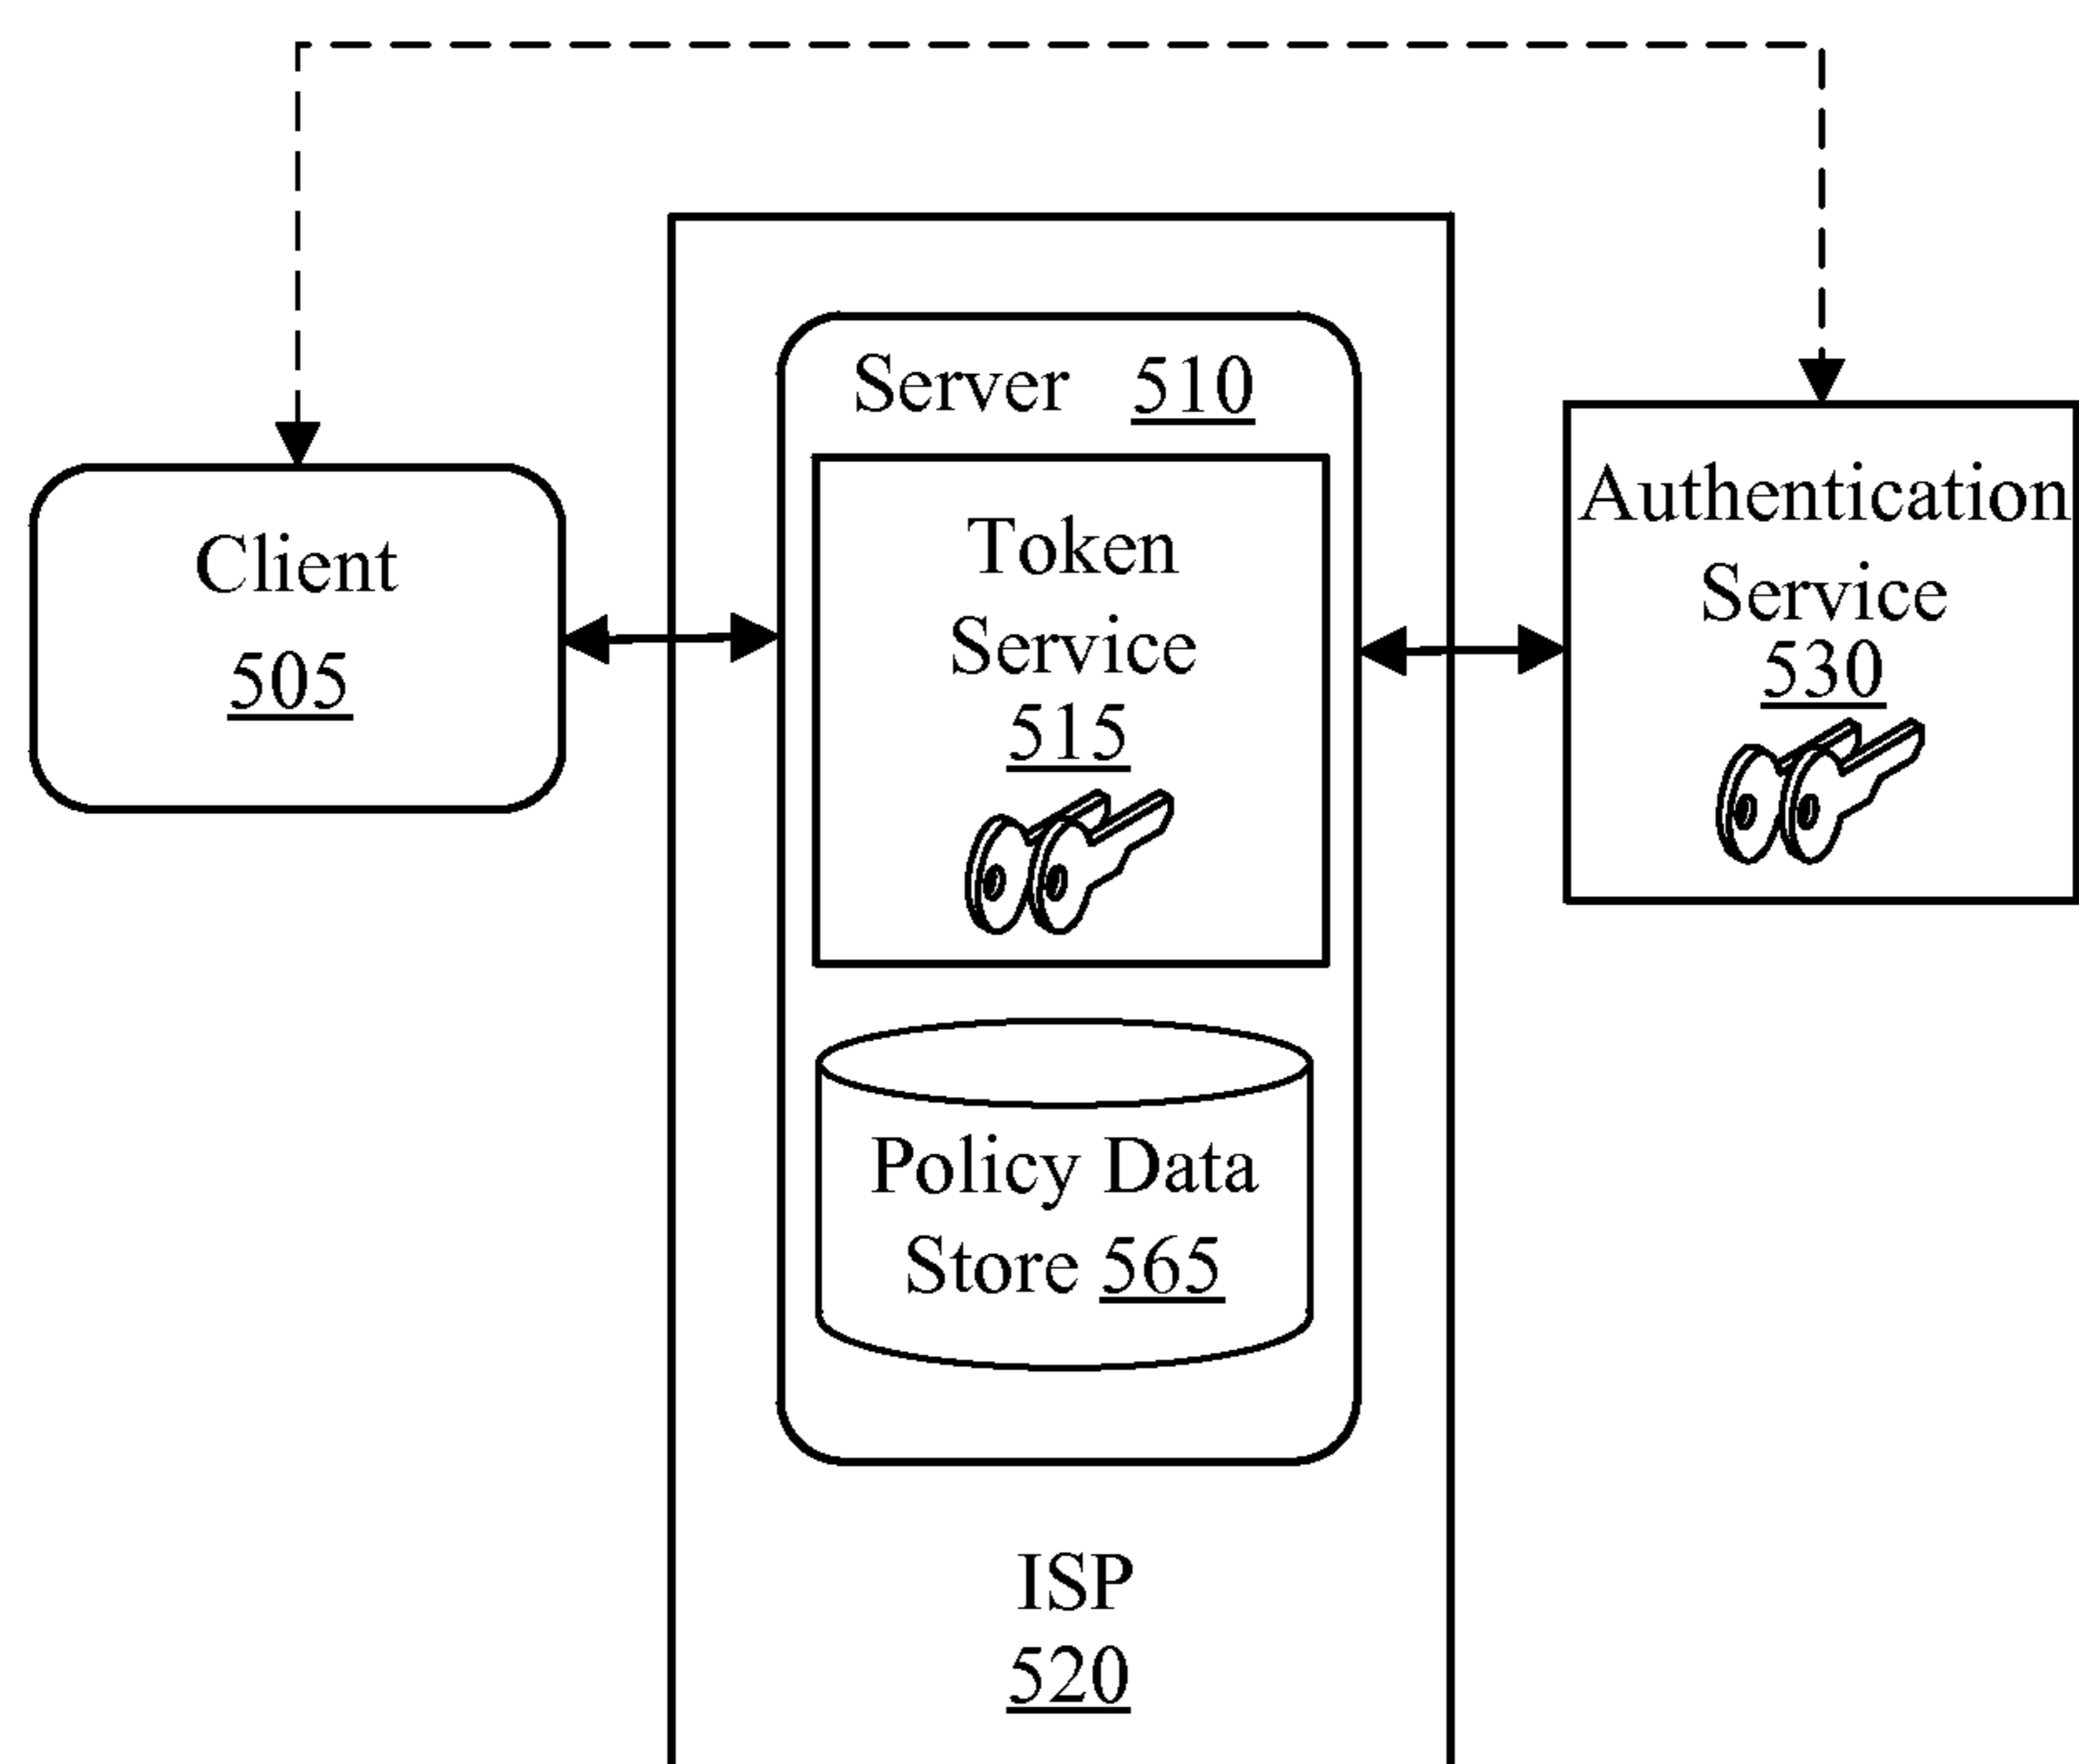 Server 510
Token
Service
515
Client
505
Authentication
Service
530
Policy Data
Store 565
ISP
520